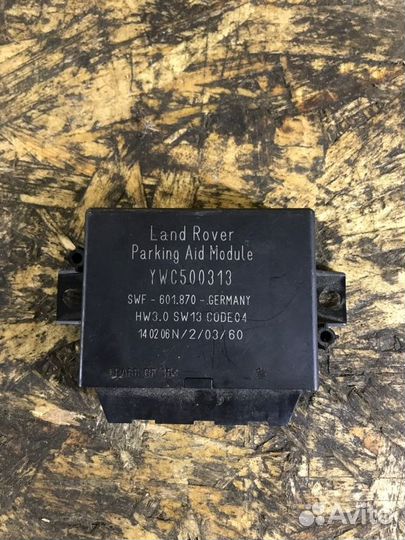 Land Rover
Parking Aid Module
YWC500313
SWF - 601.870 - GERMANY
HW3.0 SW13 CODE04
140206N/2/03/60
Avito